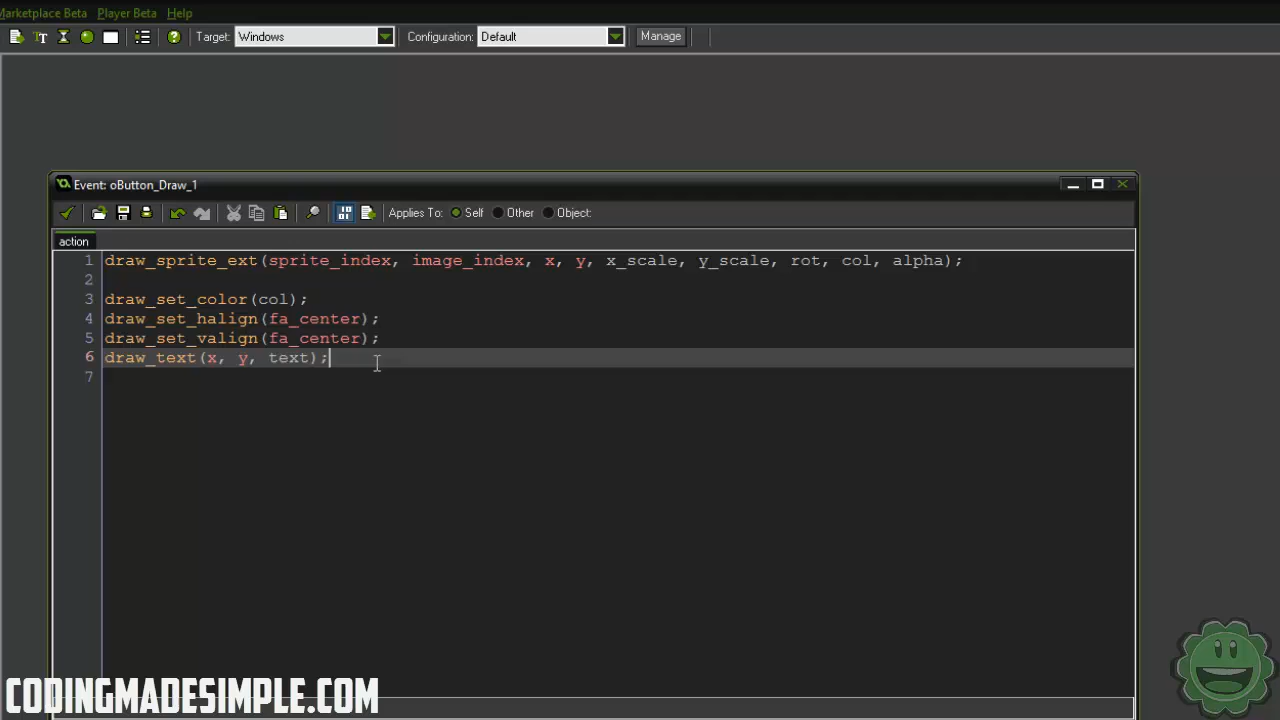 Marketplace Beta Player Beta Help
Target: Windows Configuration: Default Manage
Event: oButton_Draw_1
Applies To: Self Other Object:
action
1 draw_sprite_ext(sprite_index, image_index, x, y, x_scale, y_scale, rot, col, alpha);
2
3 draw_set_color(col);
4 draw_set_halign(fa_center);
5 draw_set_valign(fa_center);
6 draw_text(x, y, text);
7
CODINGMADESIMPLE.COM